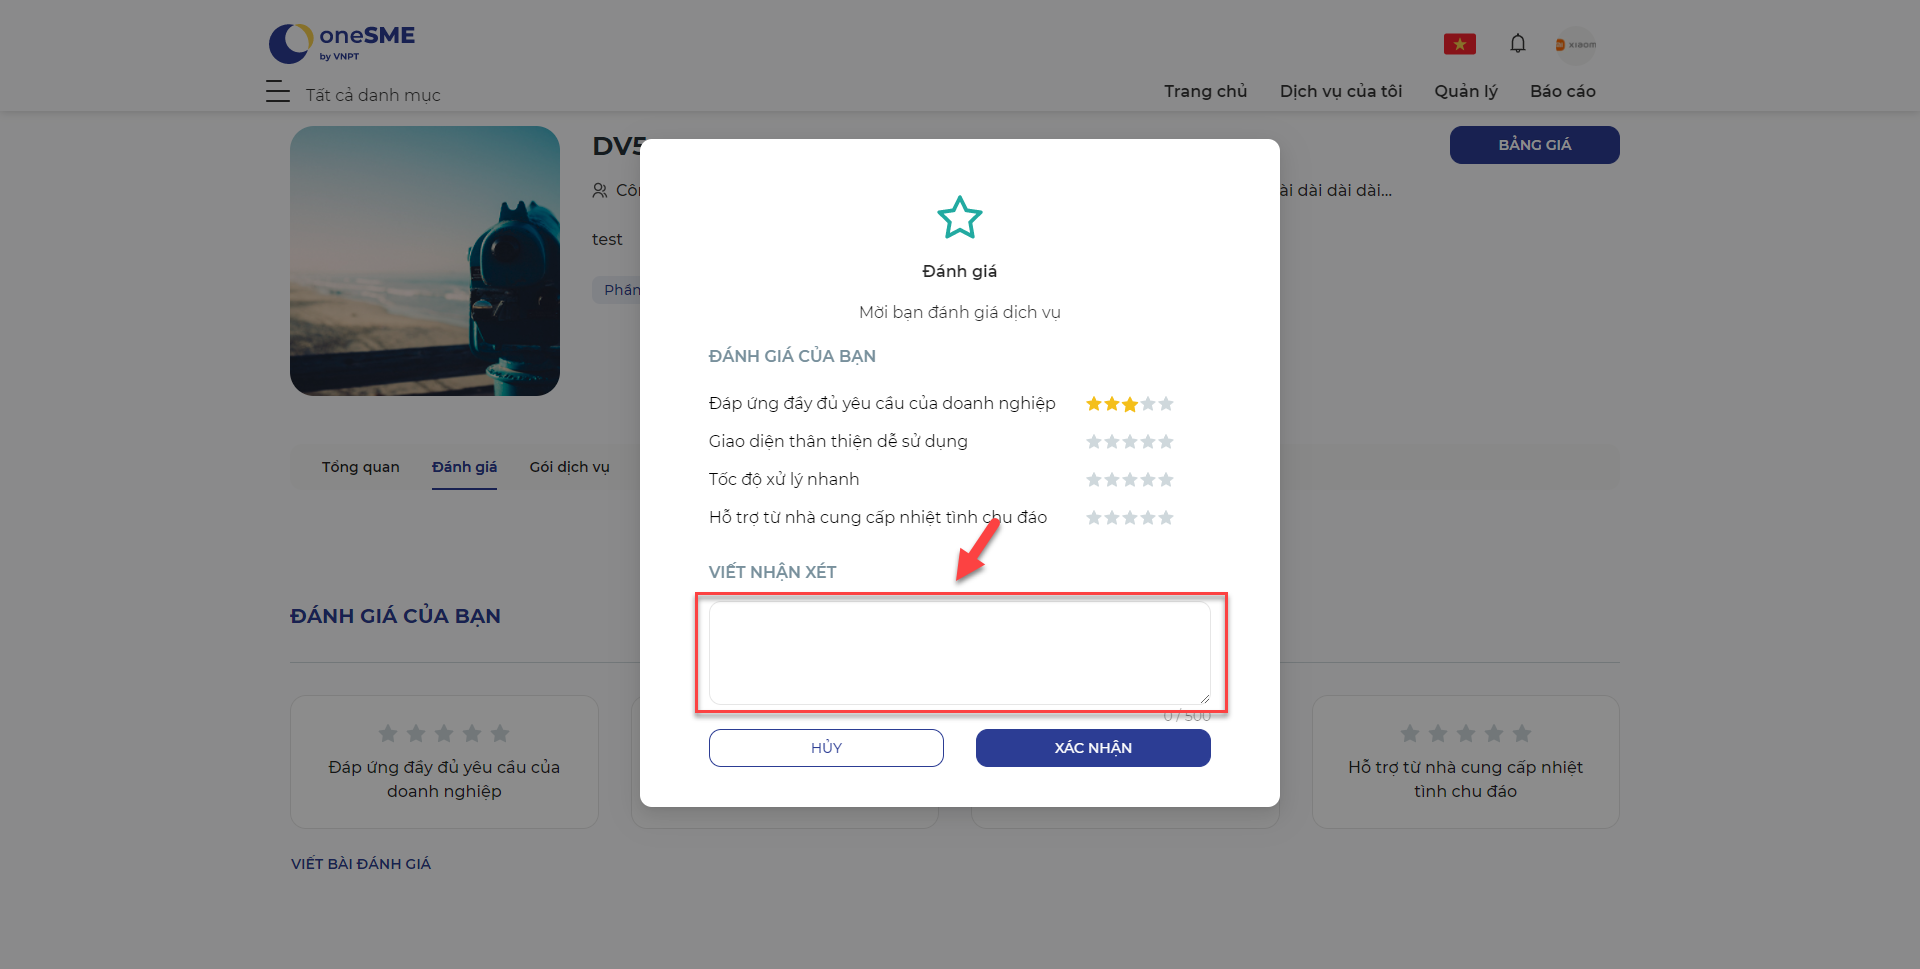 oneSME
by VNPT
xiaomi
Tất cả danh mục
Trang chủ
Dịch vụ của tôi
Quản lý
Báo cáo
DV5
BẢNG GIÁ
ài dài dài dài...
test
Đánh giá
Mời bạn đánh giá dịch vụ
ĐÁNH GIÁ CỦA BẠN
Đáp ứng đầy đủ yêu cầu của doanh nghiệp
Giao diện thân thiện dễ sử dụng
Tốc độ xử lý nhanh
Hỗ trợ từ nhà cung cấp nhiệt tình chu đáo
VIẾT NHẬN XÉT
0 / 500
HỦY
XÁC NHẬN
Tổng quan
Đánh giá
Gói dịch vụ
ĐÁNH GIÁ CỦA BẠN
Đáp ứng đầy đủ yêu cầu của
doanh nghiệp
Hỗ trợ từ nhà cung cấp nhiệt
tình chu đáo
VIẾT BÀI ĐÁNH GIÁ